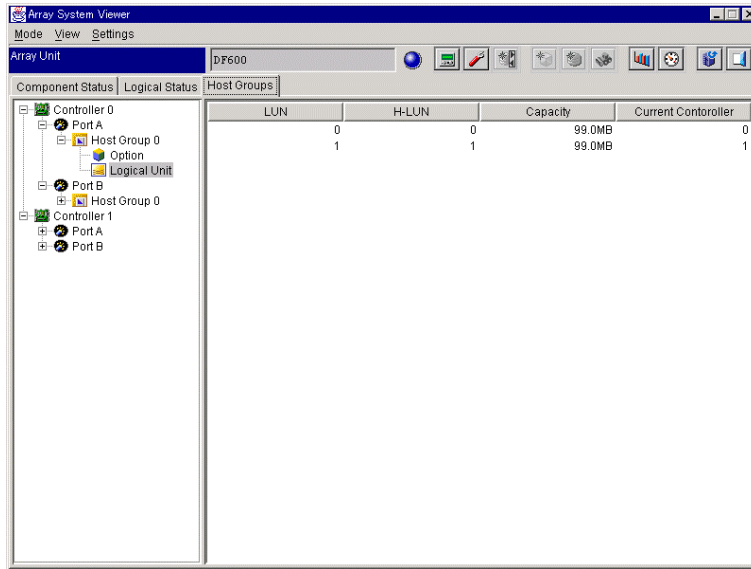 Array System Viewer
Mode View Settings
Array Unit DF600
Component Status Logical Status Host Groups
Controller 0
Port A
Host Group 0
Option
Logical Unit
Port B
Host Group 0
Controller 1
Port A
Port B
LUN H-LUN Capacity Current Contoroller
0 0 99.0MB 0
1 1 99.0MB 1